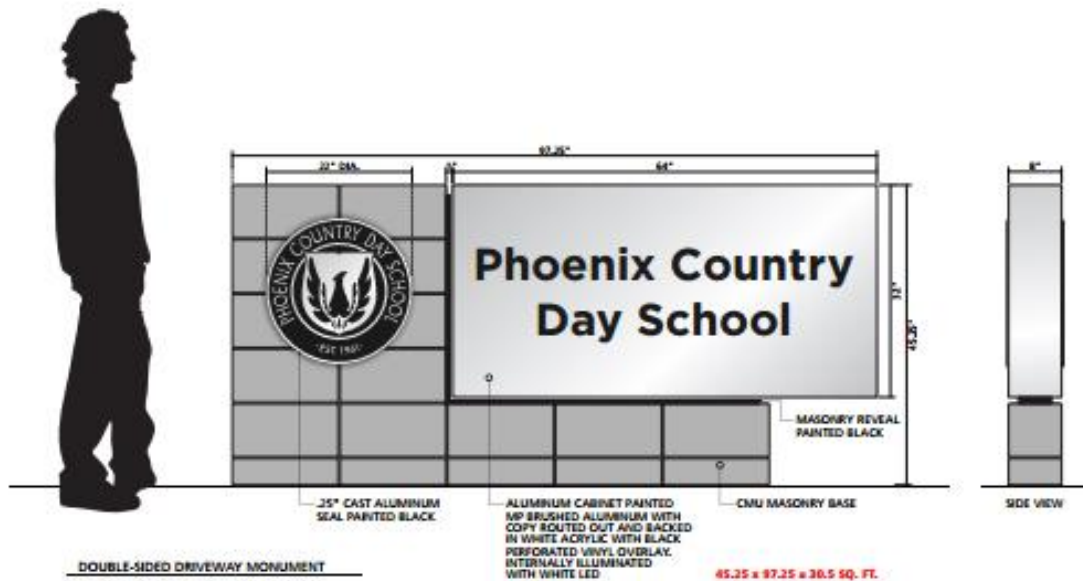 97.25"
22" DIA.
64"
8"
PHOENIX COUNTRY DAY SCHOOL
EST 1961
Phoenix Country
Day School
32"
45.25"
MASONRY REVEAL
PAINTED BLACK
.25" CAST ALUMINUM
SEAL PAINTED BLACK
ALUMINUM CABINET PAINTED
MP BRUSHED ALUMINUM WITH
COPY ROUTED OUT AND BACKED
IN WHITE ACRYLIC WITH BLACK
PERFORATED VINYL OVERLAY.
INTERNALLY ILLUMINATED
WITH WHITE LED
CMU MASONRY BASE
SIDE VIEW
DOUBLE-SIDED DRIVEWAY MONUMENT
45.25 x 97.25 = 30.5 SQ. FT.